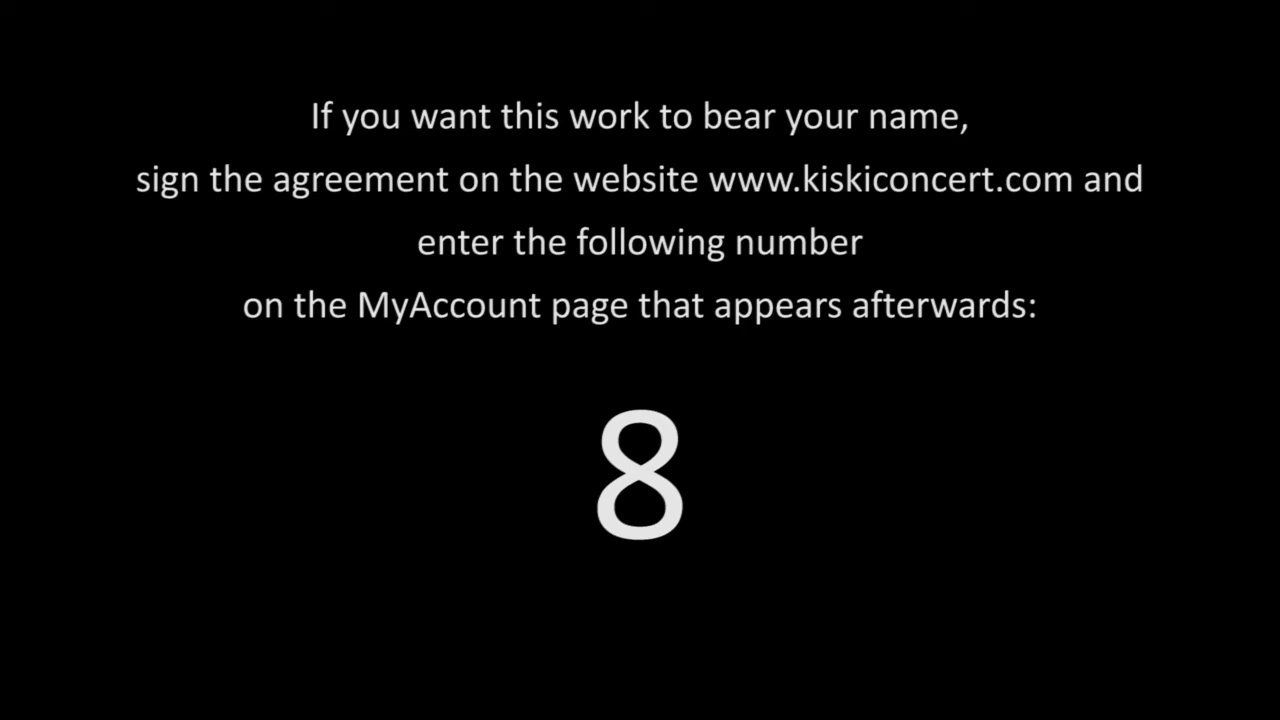 If you want this work to bear your name,
sign the agreement on the website www.kiskiconcert.com and
enter the following number
on the MyAccount page that appears afterwards:
8